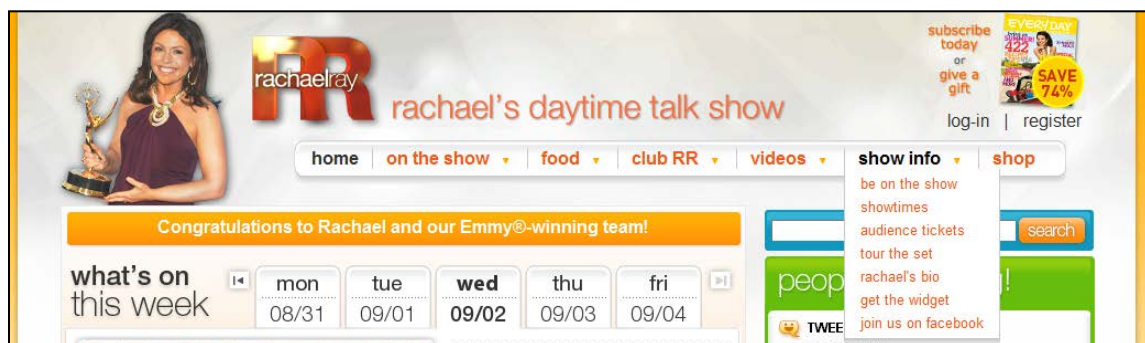 subscribe
today
or
give a
gift
EVERYDAY
422
SAVE
74%
rachaelray
rachael's daytime talk show
log-in | register
home
on the show
food
club RR
videos
show info
shop
be on the show
showtimes
audience tickets
tour the set
rachael's bio
get the widget
join us on facebook
Congratulations to Rachael and our Emmy®-winning team!
search
what's on
this week
mon
08/31
tue
09/01
wed
09/02
thu
09/03
fri
09/04
TWEE